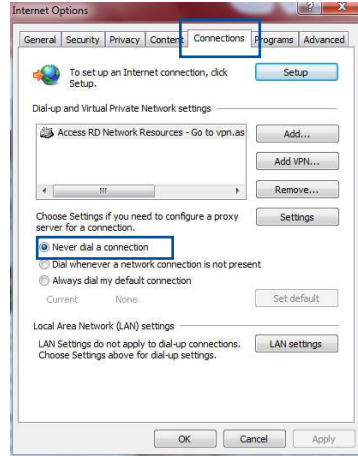 Internet Options
General Security Privacy Content Connections Programs Advanced
To set up an Internet connection, click Setup.
Setup
Dial-up and Virtual Private Network settings
Access RD Network Resources - Go to vpn.as
Add...
Add VPN...
Remove...
Choose Settings if you need to configure a proxy
server for a connection.
Settings
Never dial a connection
Dial whenever a network connection is not present
Always dial my default connection
Current None
Set default
Local Area Network (LAN) settings
LAN Settings do not apply to dial-up connections.
Choose Settings above for dial-up settings.
LAN settings
OK Cancel Apply